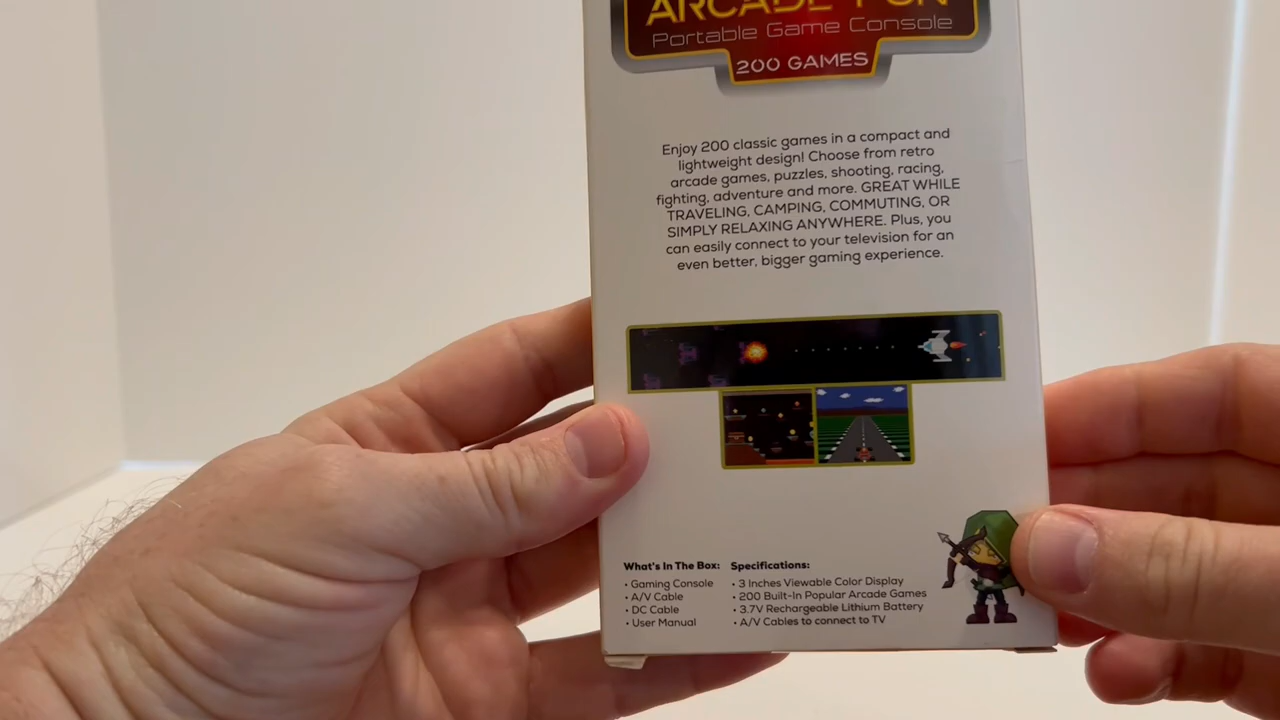 ARCADE FUN
Portable Game Console
200 GAMES
Enjoy 200 classic games in a compact and
lightweight design! Choose from retro
arcade games, puzzles, shooting, racing,
fighting, adventure and more. GREAT WHILE
TRAVELING, CAMPING, COMMUTING, OR
SIMPLY RELAXING ANYWHERE. Plus, you
can easily connect to your television for an
even better, bigger gaming experience.
What's In The Box:
• Gaming Console
• A/V Cable
• DC Cable
• User Manual
Specifications:
• 3 Inches Viewable Color Display
• 200 Built-In Popular Arcade Games
• 3.7V Rechargeable Lithium Battery
• A/V Cables to connect to TV